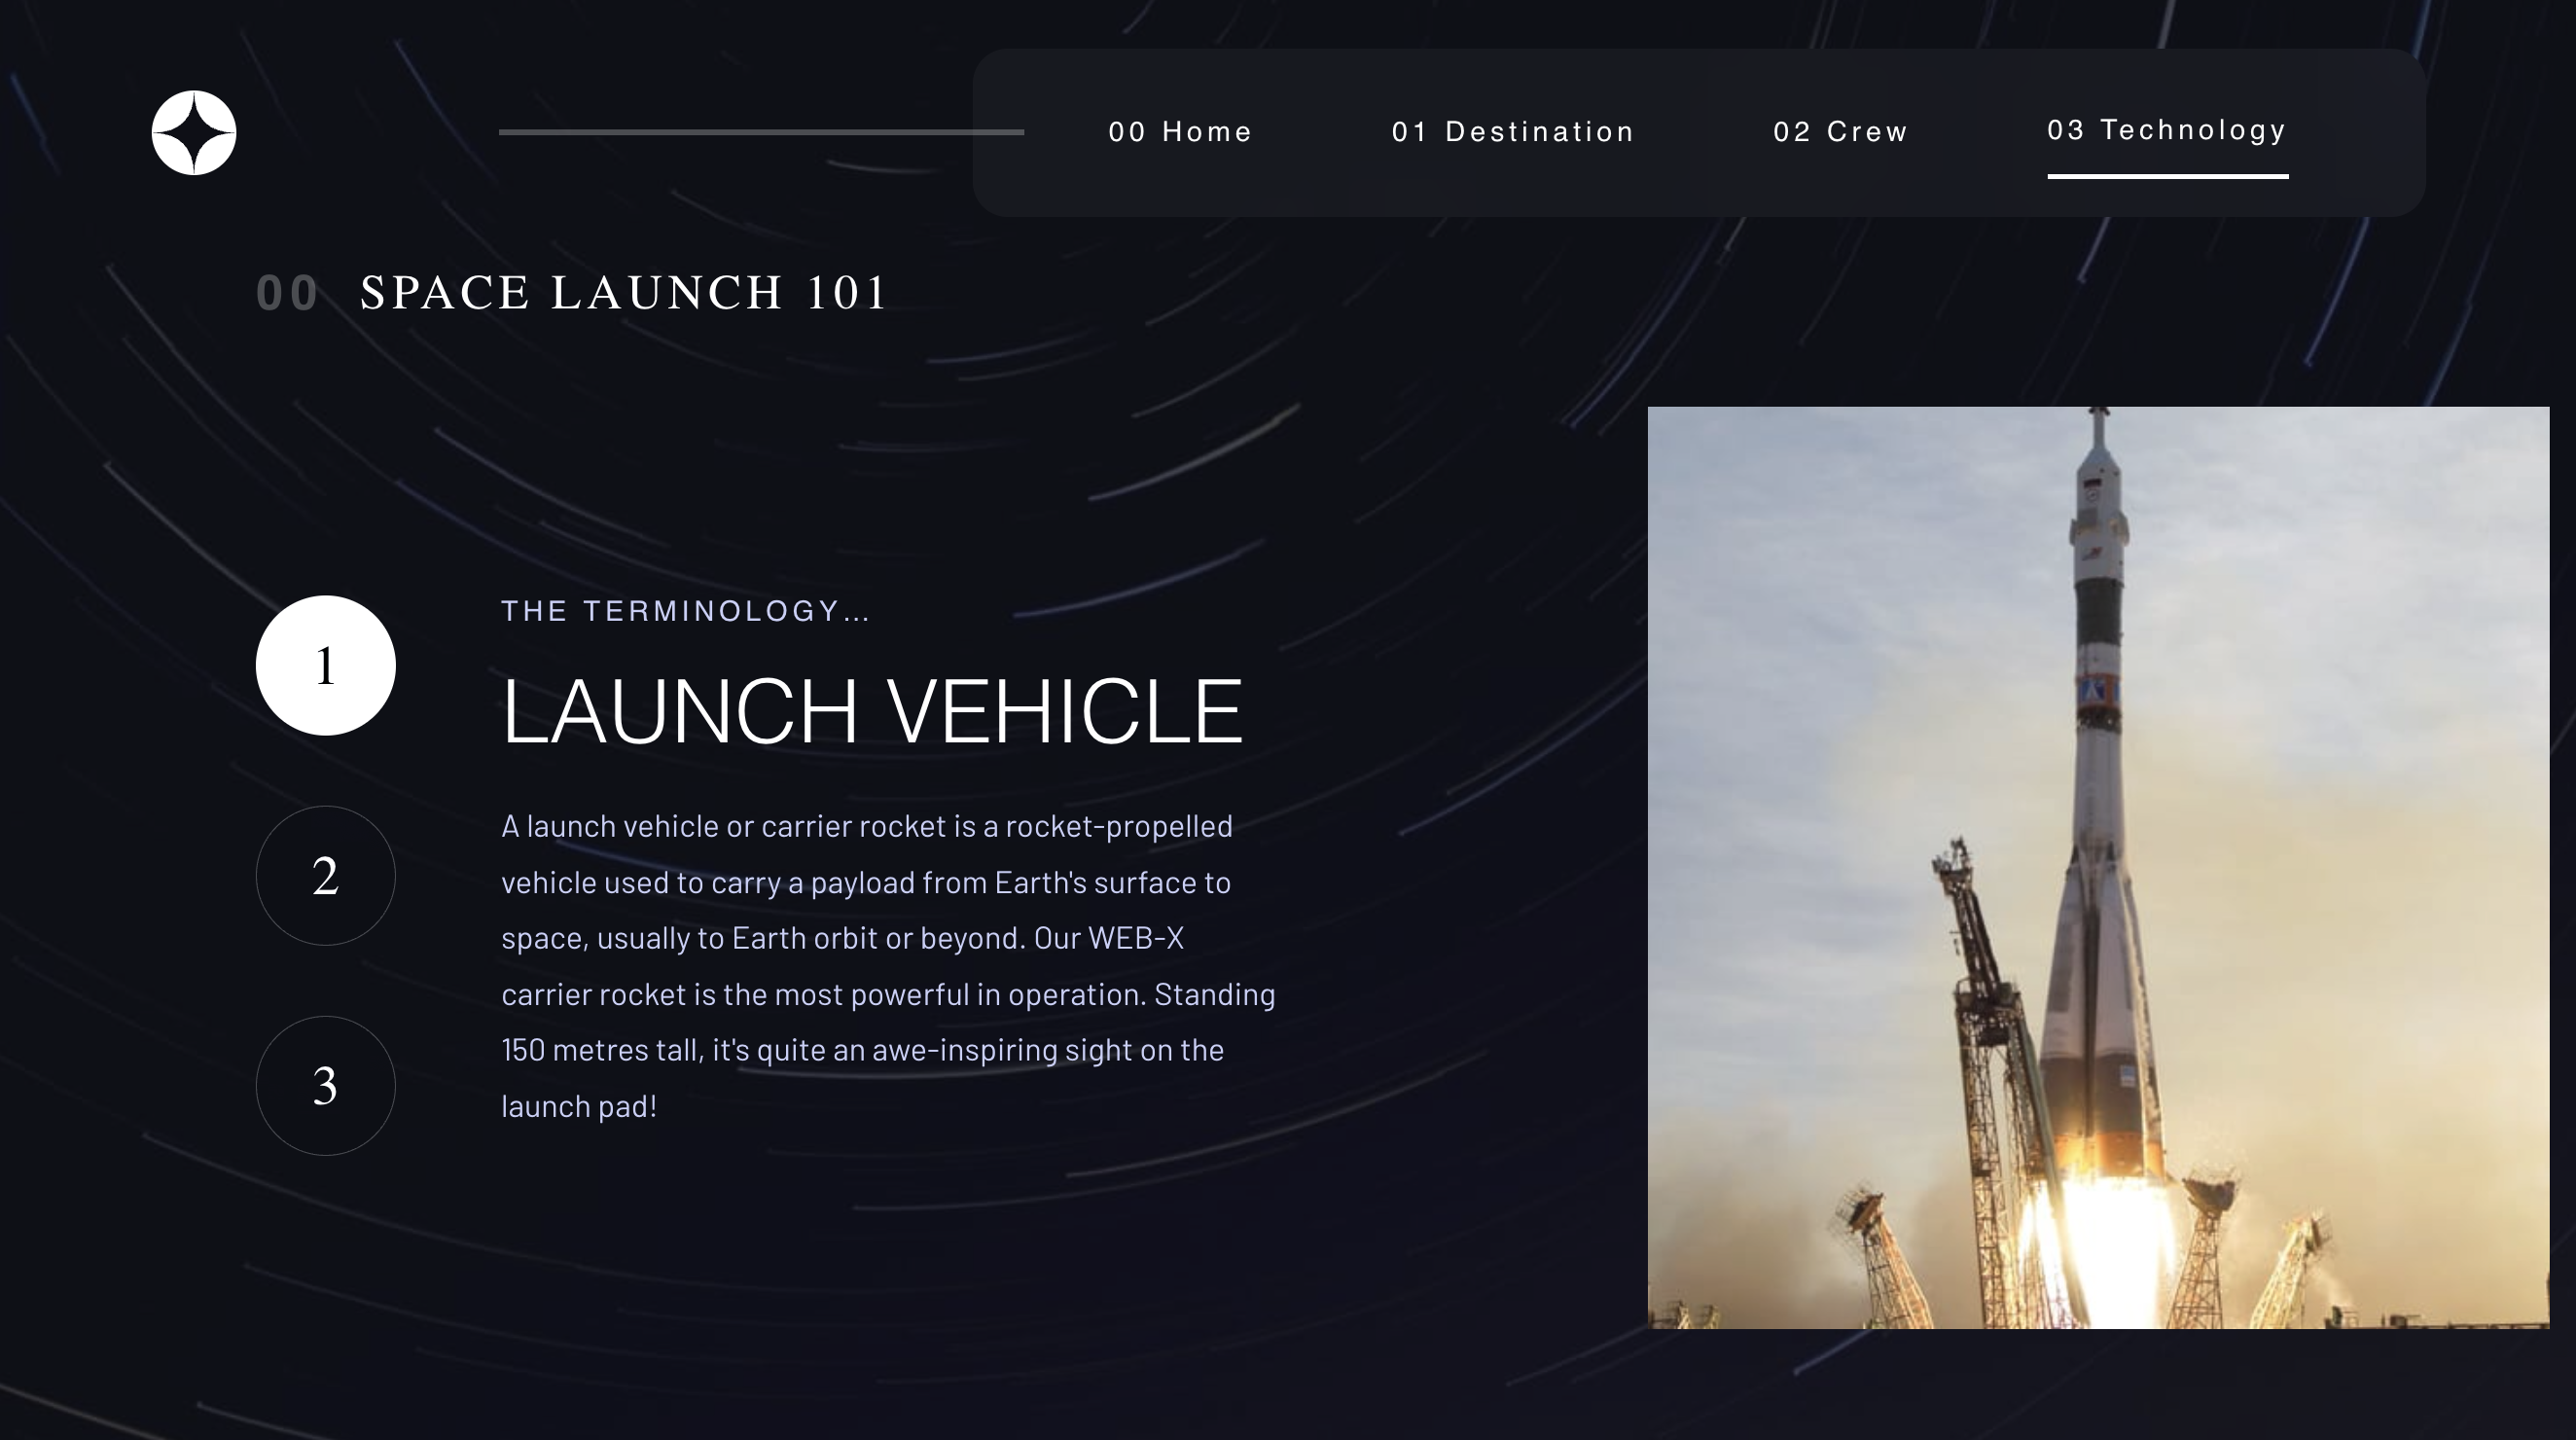 00 Home
01 Destination
02 Crew
03 Technology
00 SPACE LAUNCH 101
1
THE TERMINOLOGY...
LAUNCH VEHICLE
2
A launch vehicle or carrier rocket is a rocket-propelled
vehicle used to carry a payload from Earth's surface to
space, usually to Earth orbit or beyond. Our WEB-X
carrier rocket is the most powerful in operation. Standing
150 metres tall, it's quite an awe-inspiring sight on the
launch pad!
3